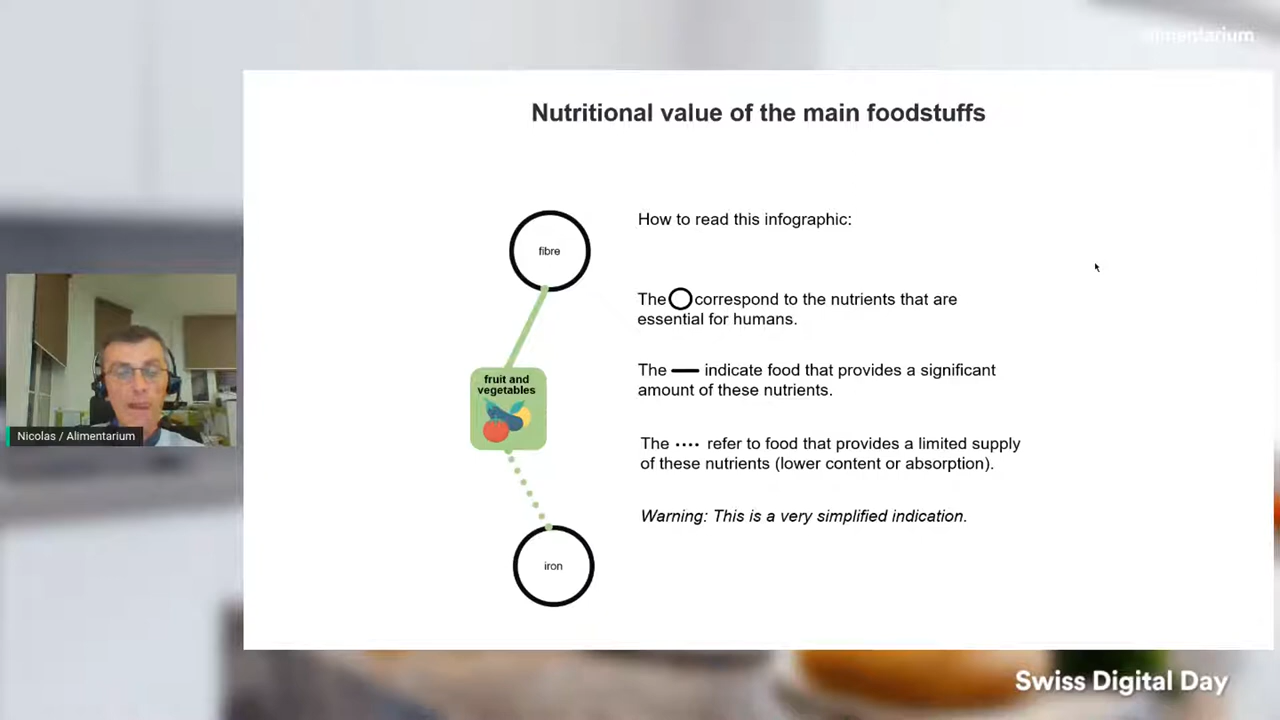 alimentarium
Nutritional value of the main foodstuffs
fibre
How to read this infographic:
The correspond to the nutrients that are
essential for humans.
The indicate food that provides a significant
amount of these nutrients.
fruit and
vegetables
Nicolas / Alimentarium
The .... refer to food that provides a limited supply
of these nutrients (lower content or absorption).
Warning: This is a very simplified indication.
iron
Swiss Digital Day